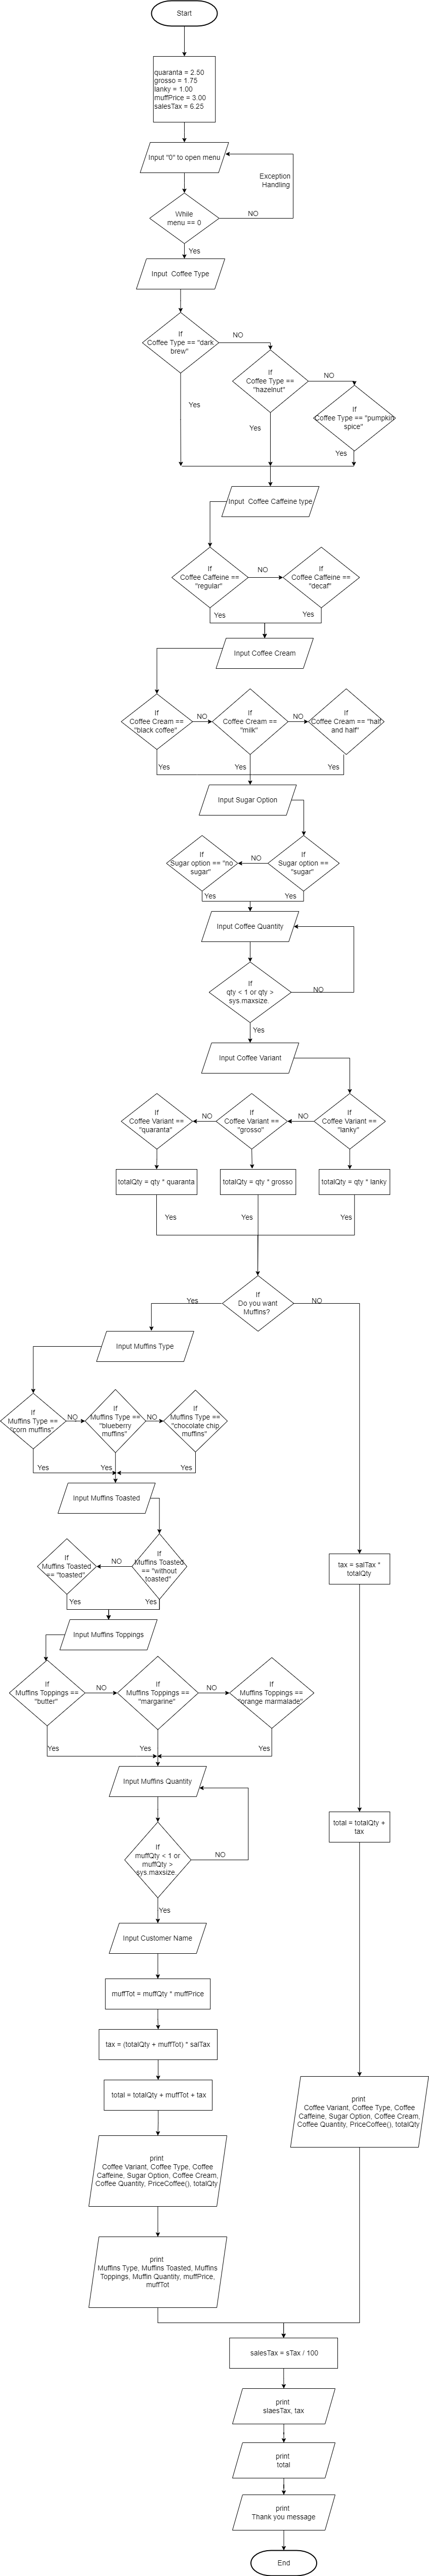 Start
quaranta = 2.50
grosso = 1.75
lanky = 1.00
muffPrice = 3.00
salesTax = 6.25
Input "0" to open menu
Exception
Handling
While
menu == 0
NO
Yes
Input  Coffee Type
If
Coffee Type == "dark
brew"
NO
If
Coffee Type ==
"hazelnut"
NO
If
Coffee Type == "pumpkin
spice"
Yes
Yes
Yes
Input  Coffee Caffeine type
If
Coffee Caffeine ==
"regular"
NO
If
Coffee Caffeine ==
"decaf"
Yes
Yes
Input Coffee Cream
If
Coffee Cream ==
"black coffee"
NO
If
Coffee Cream ==
"milk"
NO
If
Coffee Cream == "half
and half"
Yes
Yes
Yes
Input Sugar Option
If
Sugar option == "no
sugar"
NO
If
Sugar option ==
"sugar"
Yes
Yes
Input Coffee Quantity
If
qty < 1 or qty >
sys.maxsize.
NO
Yes
Input Coffee Variant
If
Coffee Variant ==
"quaranta"
NO
If
Coffee Variant ==
"grosso"
NO
If
Coffee Variant ==
"lanky"
totalQty = qty * quaranta
totalQty = qty * grosso
totalQty = qty * lanky
Yes
Yes
Yes
If
Do you want
Muffins?
Yes
NO
Input Muffins Type
If
Muffins Type ==
"corn muffins"
NO
If
Muffins Type ==
"blueberry
muffins"
NO
If
Muffins Type ==
"chocolate chip
muffins"
Yes
Yes
Yes
Input Muffins Toasted
If
Muffins Toasted
== "toasted"
NO
If
Muffins Toasted
== "without
toasted"
Yes
Yes
tax = salTax *
totalQty
Input Muffins Toppings
If
Muffins Toppings ==
"butter"
NO
If
Muffins Toppings ==
"margarine"
NO
If
Muffins Toppings ==
"orange marmalade"
Yes
Yes
Yes
Input Muffins Quantity
If
muffQty < 1 or
muffQty >
sys.maxsize.
NO
Yes
total = totalQty +
tax
Input Customer Name
muffTot = muffQty * muffPrice
tax = (totalQty + muffTot) * salTax
total = totalQty + muffTot + tax
print
Coffee Variant, Coffee Type, Coffee
Caffeine, Sugar Option, Coffee Cream,
Coffee Quantity, PriceCoffee(), totalQty
print
Coffee Variant, Coffee Type, Coffee
Caffeine, Sugar Option, Coffee Cream,
Coffee Quantity, PriceCoffee(), totalQty
print
Muffins Type, Muffins Toasted, Muffins
Toppings, Muffin Quantity, muffPrice,
muffTot
salesTax = sTax / 100
print
slaesTax, tax
print
total
print
Thank you message
End